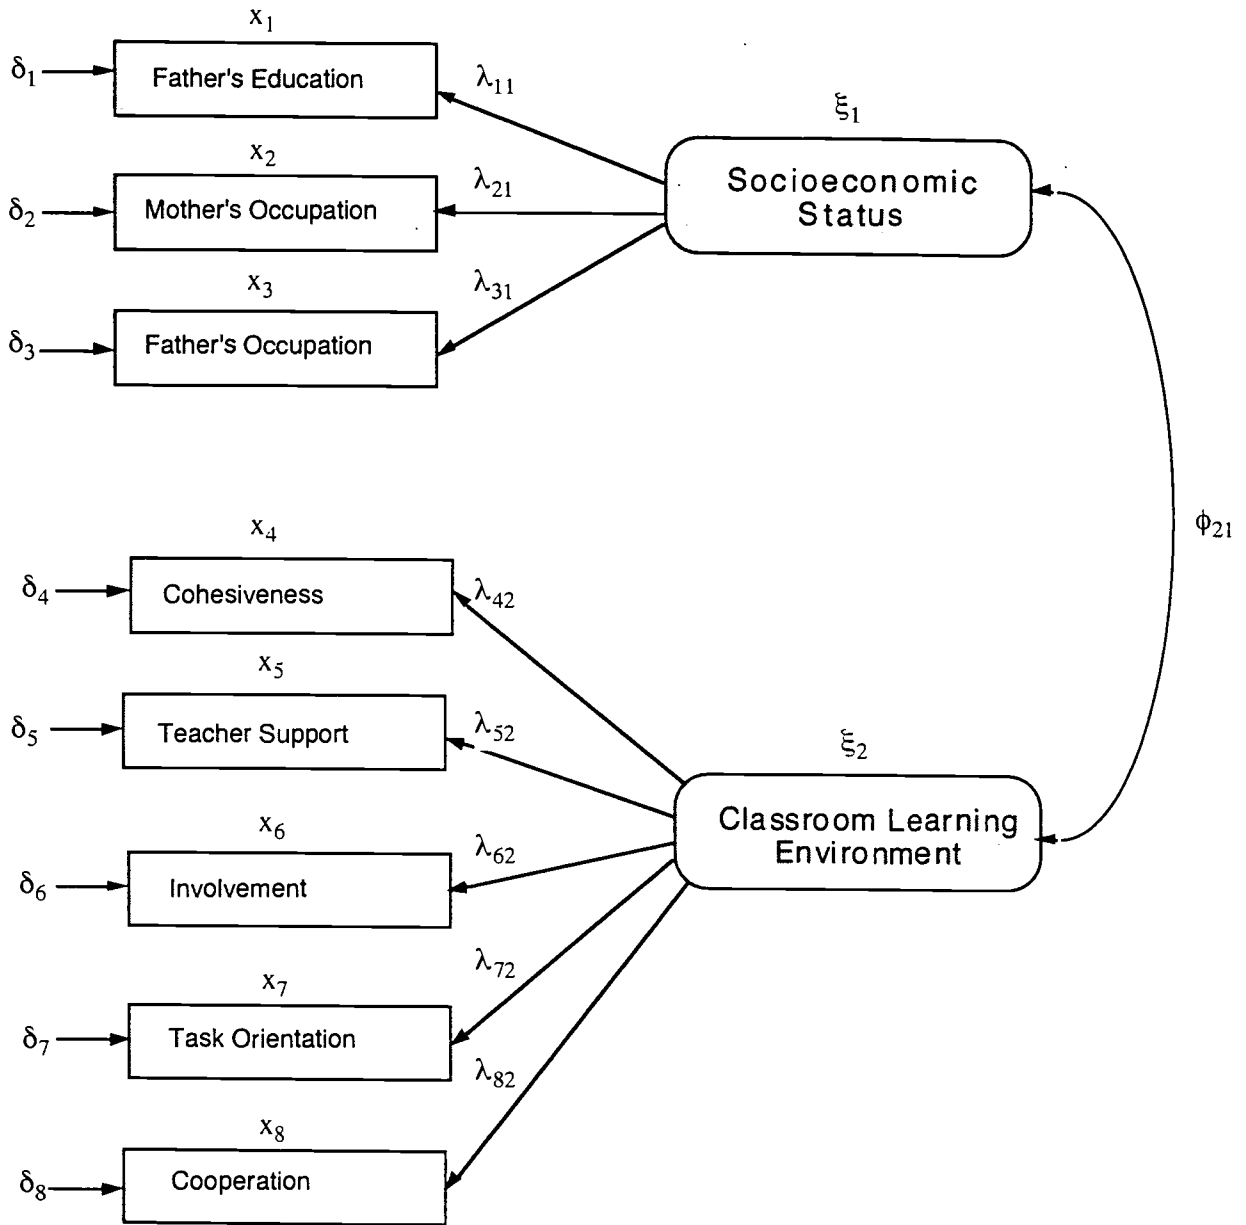 x₁
δ₁
Father's Education
λ₁₁
ξ₁
x₂
Socioeconomic
Status
δ₂
Mother's Occupation
λ₂₁
x₃
λ₃₁
δ₃
Father's Occupation
ϕ₂₁
x₄
δ₄
Cohesiveness
λ₄₂
x₅
δ₅
Teacher Support
λ₅₂
ξ₂
Classroom Learning
Environment
x₆
λ₆₂
δ₆
Involvement
λ₇₂
x₇
δ₇
Task Orientation
λ₈₂
x₈
δ₈
Cooperation